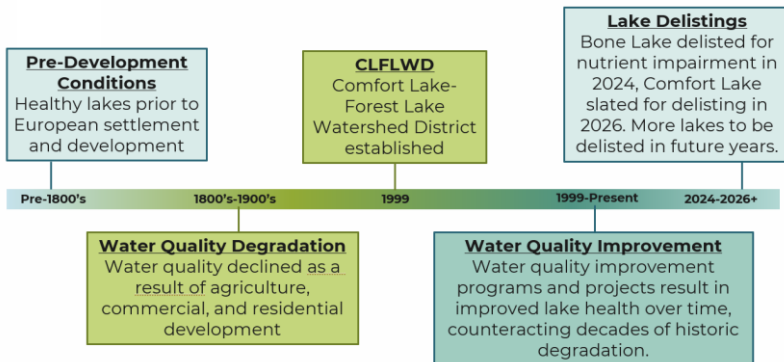 Pre-Development
Conditions
Healthy lakes prior to
European settlement
and development
CLFLWD
Comfort Lake-
Forest Lake
Watershed District
established
Lake Delistings
Bone Lake delisted for
nutrient impairment in
2024, Comfort Lake
slated for delisting in
2026. More lakes to be
delisted in future years.
Pre-1800's
1800's-1900's
1999
1999-Present
2024-2026+
Water Quality Degradation
Water quality declined as a
result of agriculture,
commercial, and residential
development
Water Quality Improvement
Water quality improvement
programs and projects result in
improved lake health over time,
counteracting decades of historic
degradation.